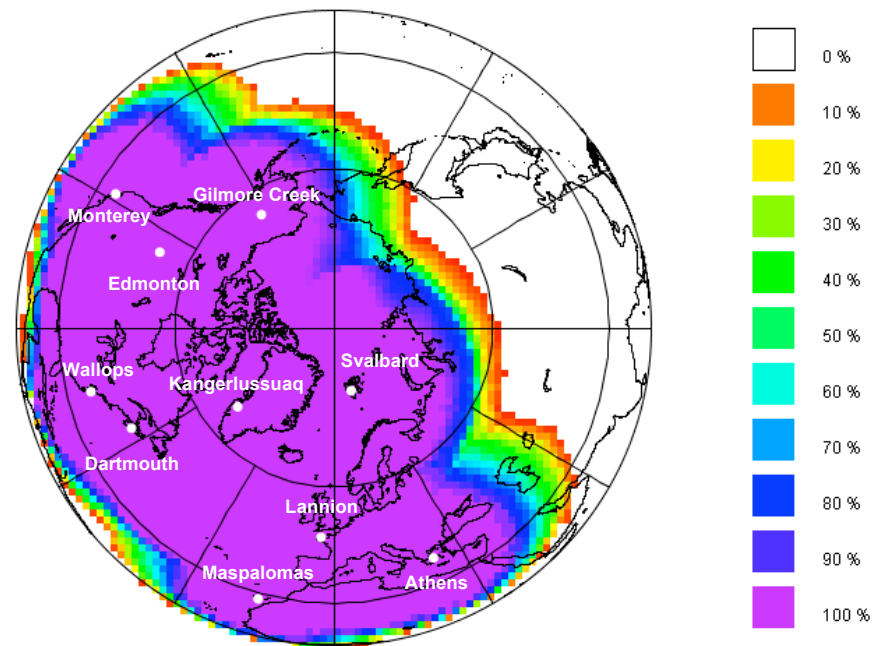 Gilmore Creek
Monterey
Edmonton
Wallops
Svalbard
Kangerlussuaq
Dartmouth
Lannion
Maspalomas
Athens
0 %
10 %
20 %
30 %
40 %
50 %
60 %
70 %
80 %
90 %
100 %